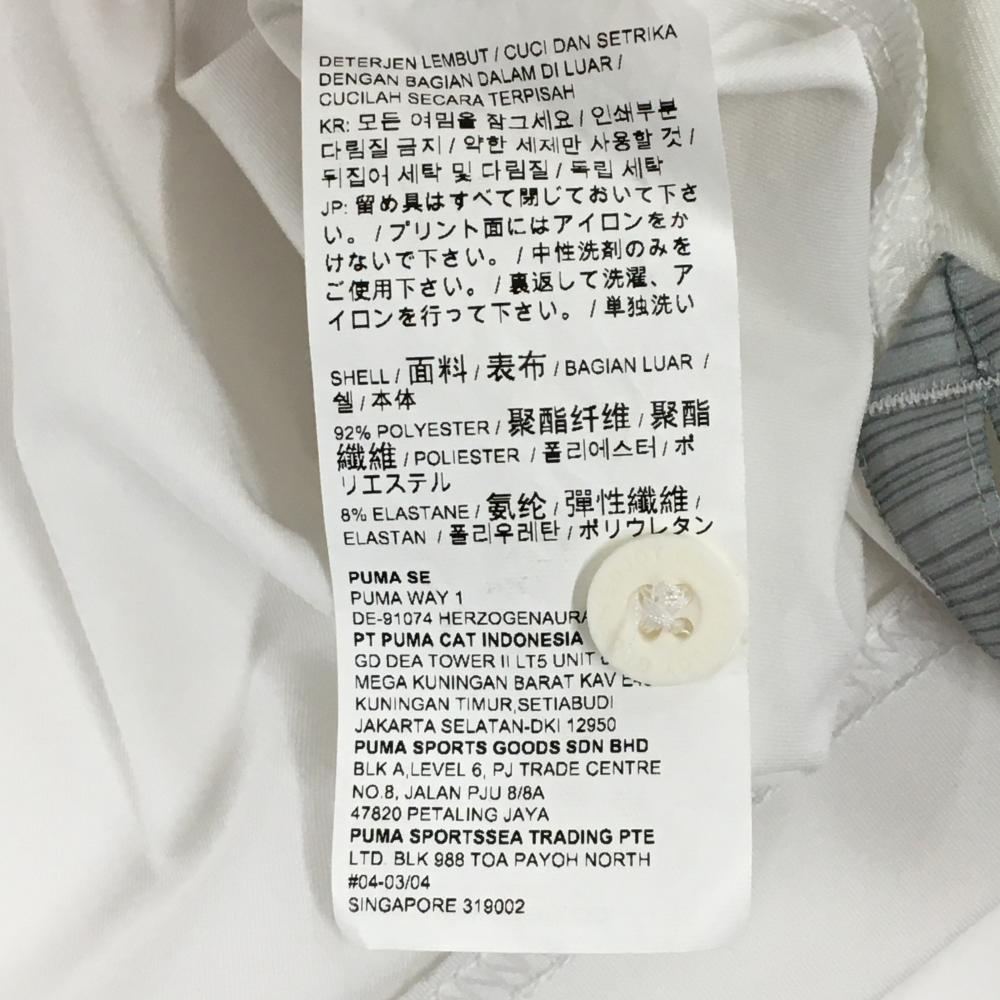 DETERJEN LEMBUT / CUCI DAN SETRIKA
DENGAN BAGIAN DALAM DI LUAR /
CUCILAH SECARA TERPISAH
KR: 모든 여밈을 잠그세요 / 인쇄부분
다림질 금지 / 약한 세제만 사용할 것 /
뒤집어 세탁 및 다림질 / 독립 세탁
JP: 留め具はすべて閉じておいて下さ
い。 / プリント面にはアイロンをか
けないで下さい。 / 中性洗剤のみを
ご使用下さい。 / 裏返して洗濯、ア
イロンを行って下さい。 / 単独洗い
SHELL / 面料 / 表布 / BAGIAN LUAR /
쉘 / 本体
92% POLYESTER / 聚酯纤维 / 聚酯
纖維 / POLIESTER / 폴리에스터 / ポ
リエステル
8% ELASTANE / 氨纶 / 彈性纖維 /
ELASTAN / 폴리우레탄 / ポリウレタン
PUMA SE
PUMA WAY 1
DE-91074
PT PUMA CAT INDONESIA
GD DEA TOWER II LT5 UNIT
MEGA KUNINGAN BARAT KAV
KUNINGAN TIMUR,SETIABUDI
JAKARTA SELATAN-DKI 12950
PUMA SPORTS GOODS SDN BHD
BLK A,LEVEL 6, PJ TRADE CENTRE
NO.8, JALAN PJU 8/8A
47820 PETALING JAYA
PUMA SPORTSSEA TRADING PTE
LTD. BLK 988 TOA PAYOH NORTH
#04-03/04
SINGAPORE 319002